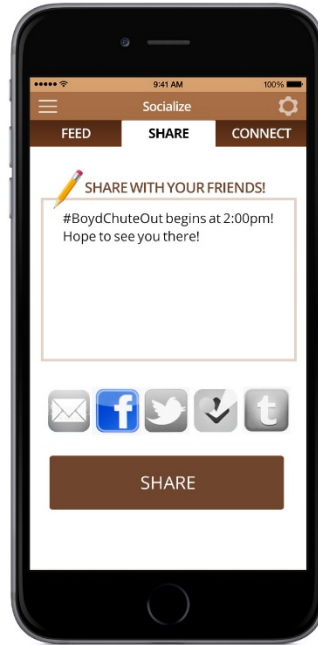 9:41 AM 100%
Socialize
FEED SHARE CONNECT
SHARE WITH YOUR FRIENDS!
#BoydChuteOut begins at 2:00pm!
Hope to see you there!
f t
SHARE